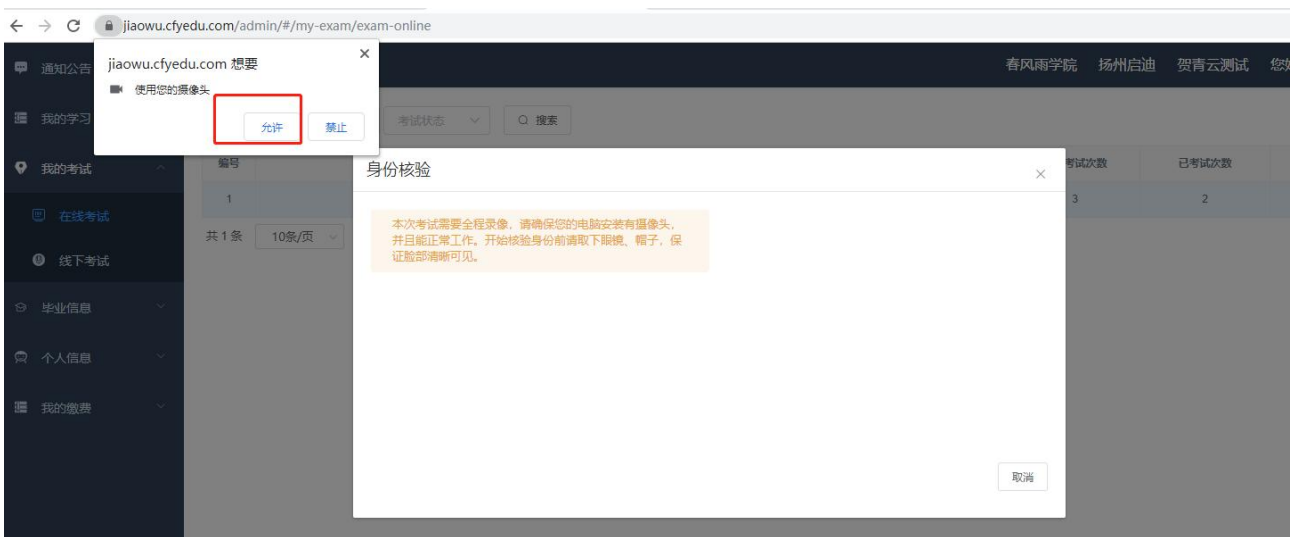 jiaowu.cfyedu.com/admin/#/my-exam/exam-online
jiaowu.cfyedu.com 想要
使用您的摄像头
允许 禁止
通知公告
春风雨学院 扬州启迪 贺青云测试
我的学习
考试状态 搜索
我的考试
编号 考试次数 已考试次数
身份核验
1 3 2
在线考试
本次考试需要全程录像，请确保您的电脑安装有摄像头，
并且能正常工作。开始核验身份前请取下眼镜，帽子，保
证脸部清晰可见。
共 1 条 10条/页
线下考试
毕业信息
个人信息
我的缴费
取消